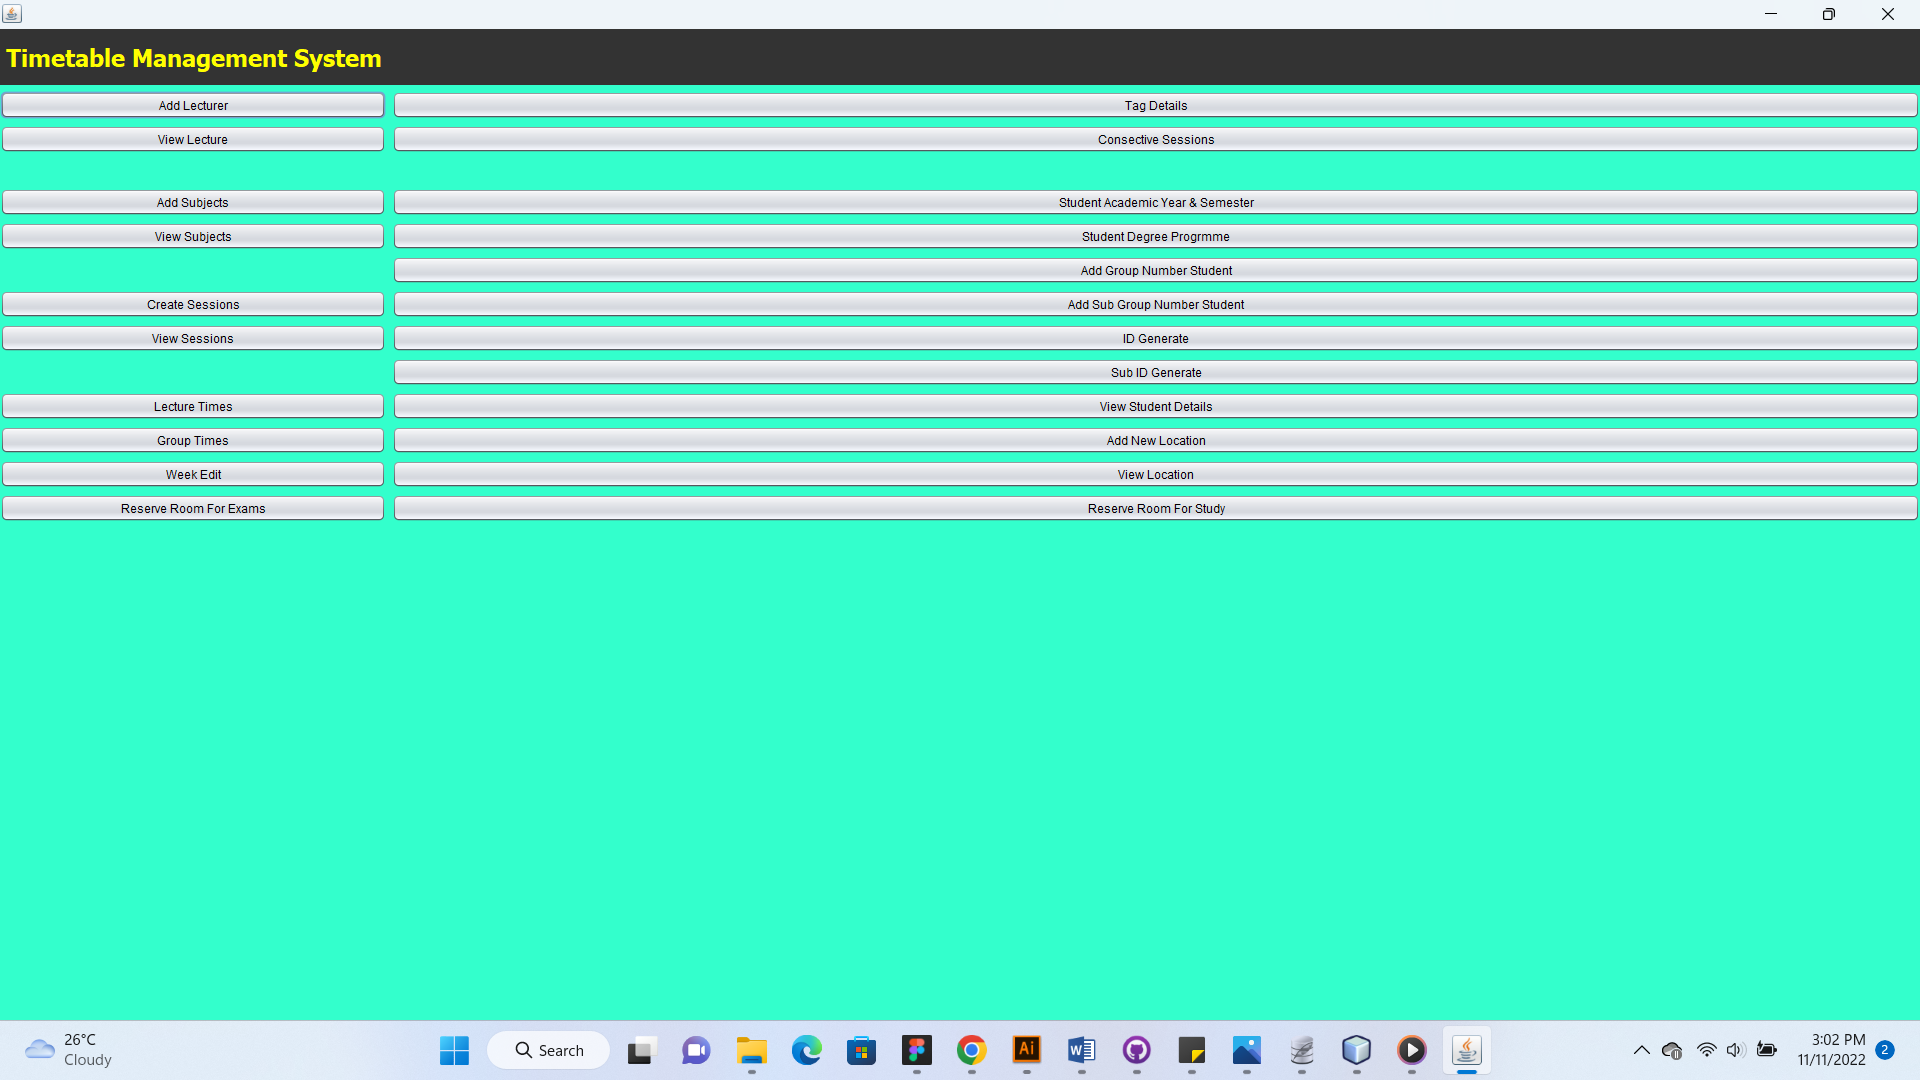 Timetable Management System
Add Lecturer
Tag Details
View Lecture
Consective Sessions
Add Subjects
Student Academic Year & Semester
View Subjects
Student Degree Progrmme
Add Group Number Student
Create Sessions
Add Sub Group Number Student
View Sessions
ID Generate
Sub ID Generate
Lecture Times
View Student Details
Group Times
Add New Location
Week Edit
View Location
Reserve Room For Exams
Reserve Room For Study
26°C
Cloudy
Search
Ai
W
3:02 PM
11/11/2022
2